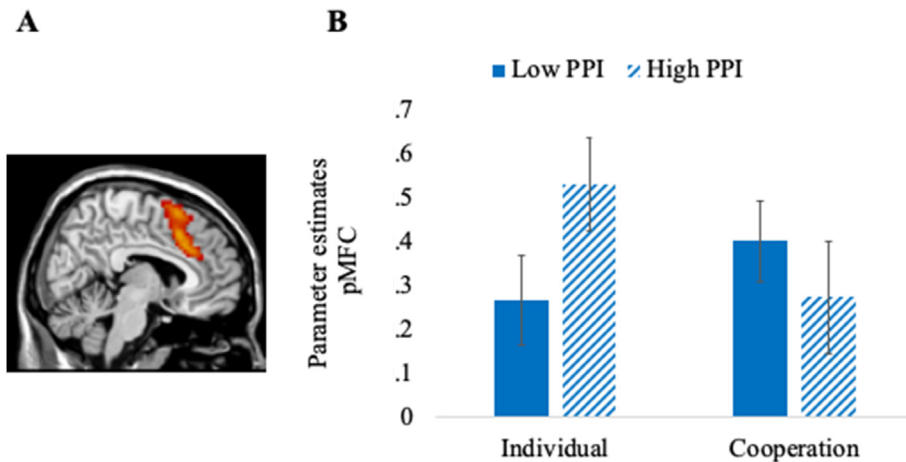 A
B
Low PPI High PPI
Parameter estimates
pMFC
.7
.6
.5
.4
.3
.2
.1
0
Individual Cooperation